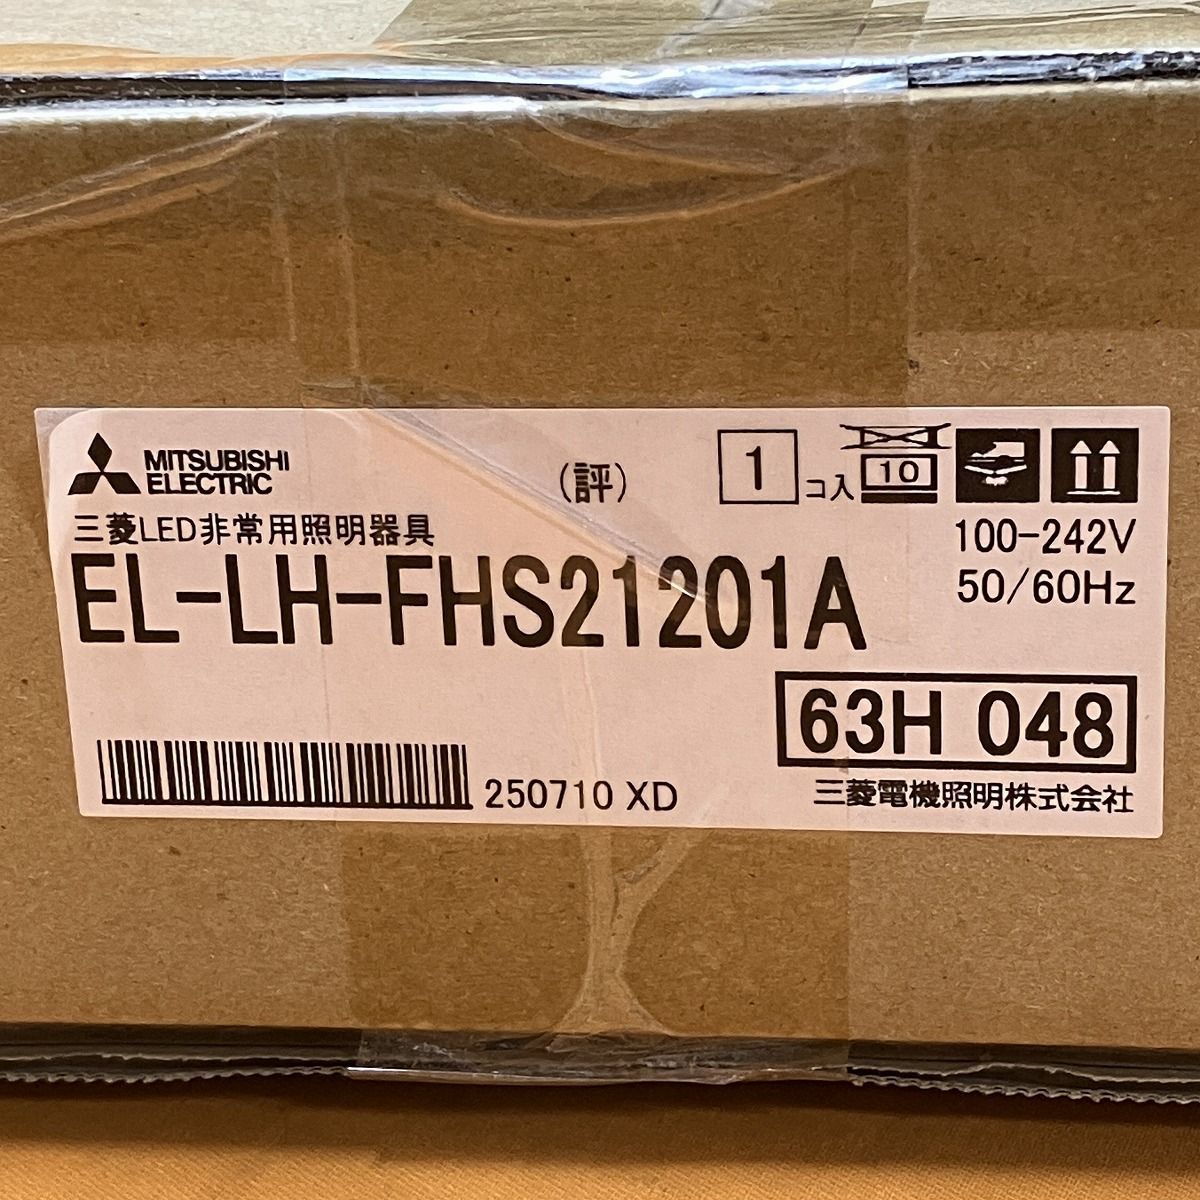 MITSUBISHI
ELECTRIC
(評)
1 コ入
10
三菱LED非常用照明器具
100-242V
EL-LH-FHS21201A
50/60Hz
63H 048
250710 XD
三菱電機照明株式会社